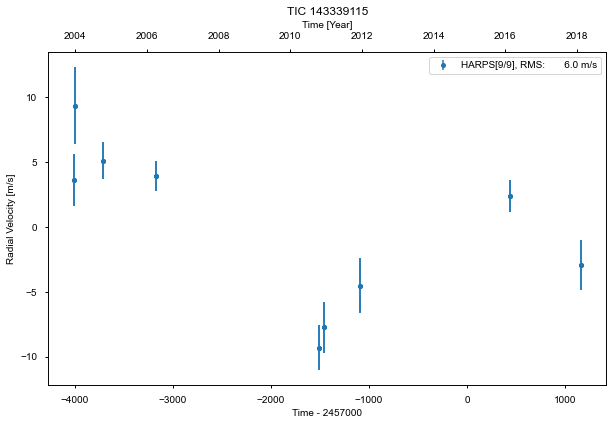 TIC 143339115
Time [Year]
2004 2006 2008 2010 2012 2014 2016 2018
HARPS[9/9], RMS: 6.0 m/s
10
5
0
−5
−10
Radial Velocity [m/s]
−4000 −3000 −2000 −1000 0 1000
Time - 2457000